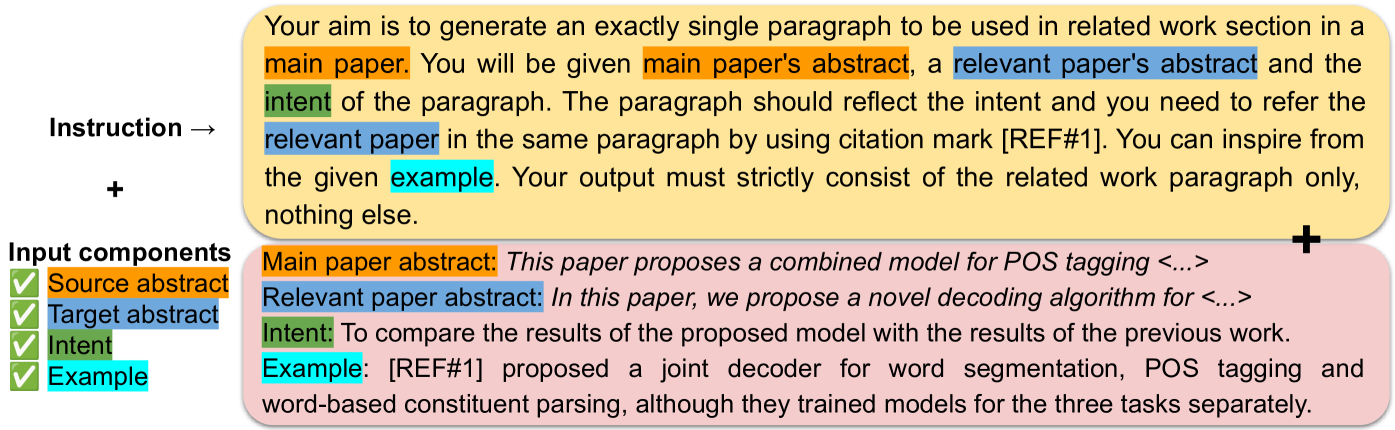 Your aim is to generate an exactly single paragraph to be used in related work section in a
main paper. You will be given main paper's abstract, a relevant paper's abstract and the
intent of the paragraph. The paragraph should reflect the intent and you need to refer the
relevant paper in the same paragraph by using citation mark [REF#1]. You can inspire from
the given example. Your output must strictly consist of the related work paragraph only,
nothing else.
Instruction →
+
Input components
✅ Source abstract
✅ Target abstract
✅ Intent
✅ Example
+
Main paper abstract: This paper proposes a combined model for POS tagging <...>
Relevant paper abstract: In this paper, we propose a novel decoding algorithm for <...>
Intent: To compare the results of the proposed model with the results of the previous work.
Example: [REF#1] proposed a joint decoder for word segmentation, POS tagging and
word-based constituent parsing, although they trained models for the three tasks separately.